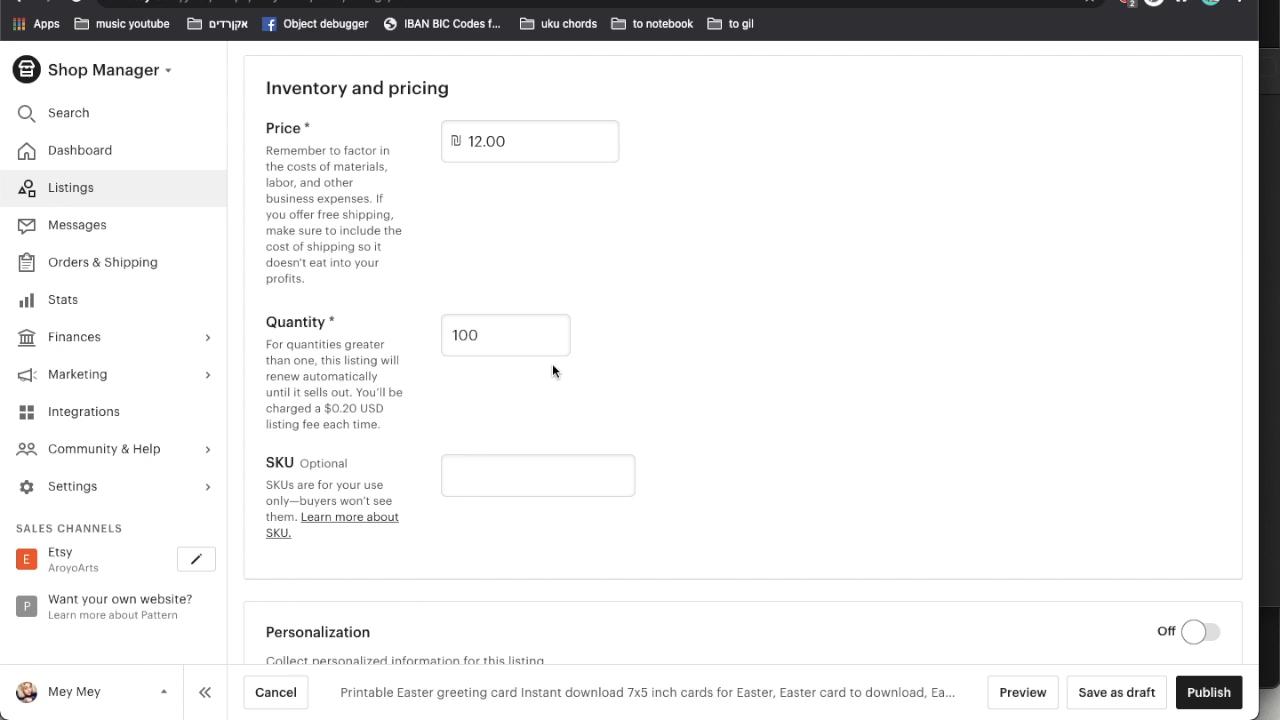 Apps
music youtube
אקורדים
Object debugger
IBAN BIC Codes f...
uku chords
to notebook
to gil
2
Shop Manager
Search
Dashboard
Listings
Messages
Orders & Shipping
Stats
Finances
Marketing
Integrations
Community & Help
Settings
SALES CHANNELS
E
Etsy
AroyoArts
P
Want your own website?
Learn more about Pattern
Mey Mey
Inventory and pricing
Price *
Remember to factor in
the costs of materials,
labor, and other
business expenses. If
you offer free shipping,
make sure to include the
cost of shipping so it
doesn't eat into your
profits.
₪ 12.00
Quantity *
For quantities greater
than one, this listing will
renew automatically
until it sells out. You'll be
charged a $0.20 USD
listing fee each time.
100
SKU Optional
SKUs are for your use
only—buyers won't see
them. Learn more about
SKU.
Personalization
Collect personalized information for this listing
Off
Cancel
Printable Easter greeting card Instant download 7x5 inch cards for Easter, Easter card to download, Ea...
Preview
Save as draft
Publish